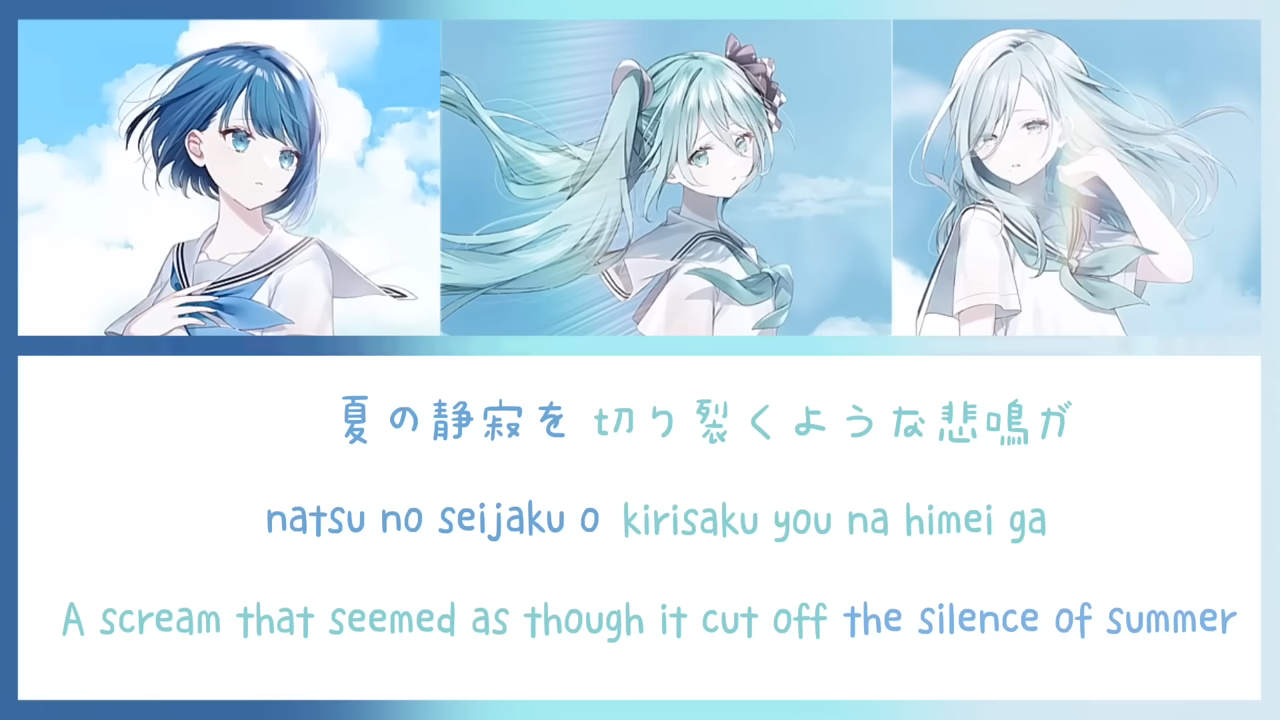 夏の静寂を 切り裂くような悲鳴が
natsu no seijaku o kirisaku you na himei ga
A scream that seemed as though it cut off the silence of summer